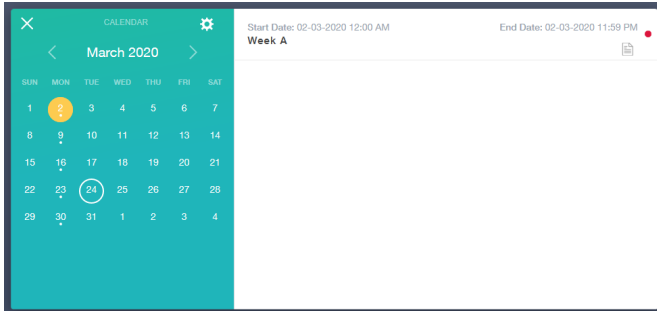 CALENDAR
March 2020
SUN MON TUE WED THU FRI SAT
1 2 3 4 5 6 7
8 9 10 11 12 13 14
15 16 17 18 19 20 21
22 23 24 25 26 27 28
29 30 31 1 2 3 4
Start Date: 02-03-2020 12:00 AM End Date: 02-03-2020 11:59 PM
Week A